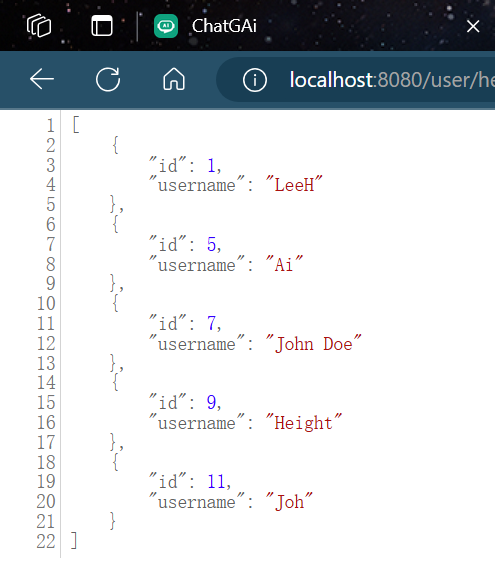 ChatGAi
localhost:8080/user/he
1 [
2     {
3         "id": 1,
4         "username": "LeeH"
5     },
6     {
7         "id": 5,
8         "username": "Ai"
9     },
10     {
11         "id": 7,
12         "username": "John Doe"
13     },
14     {
15         "id": 9,
16         "username": "Height"
17     },
18     {
19         "id": 11,
20         "username": "Joh"
21     }
22 ]